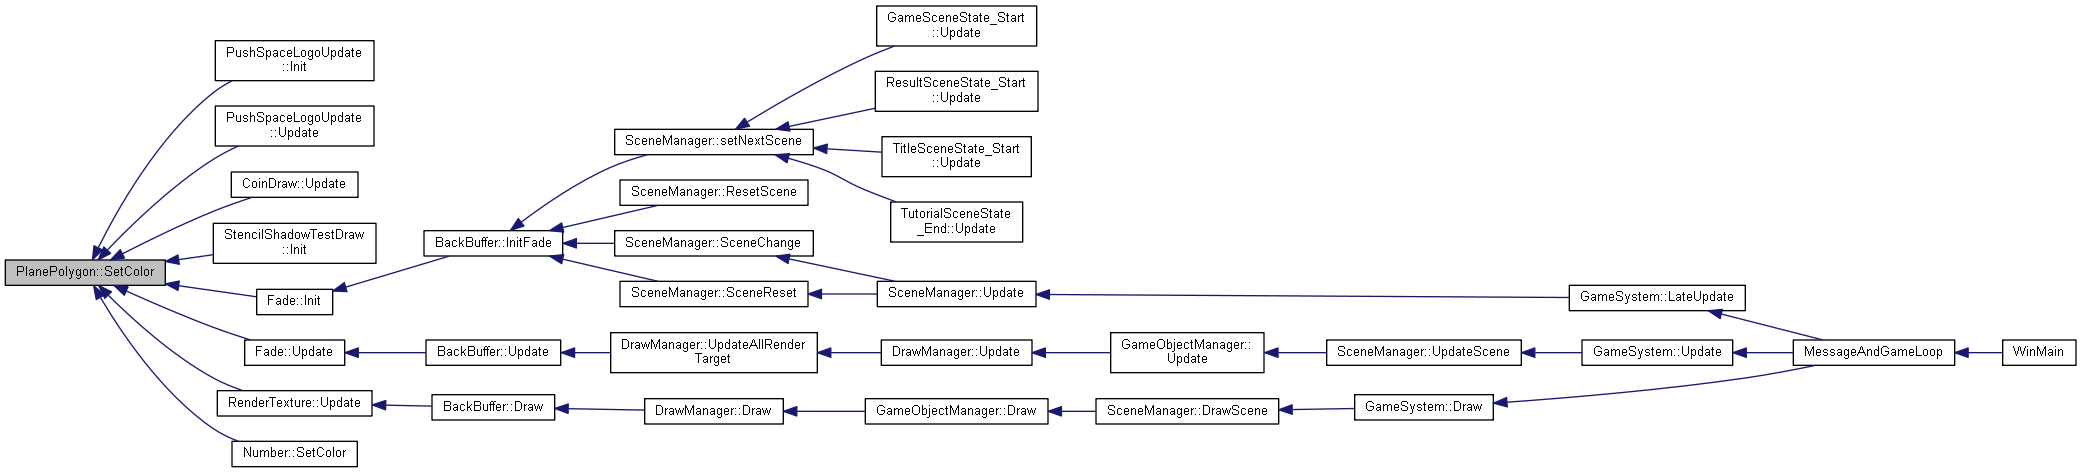 PlanePolygon::SetColor
PushSpaceLogoUpdate
::Init
PushSpaceLogoUpdate
::Update
CoinDraw::Update
StencilShadowTestDraw
::Init
Fade::Init
Fade::Update
RenderTexture::Update
Number::SetColor
BackBuffer::InitFade
BackBuffer::Update
BackBuffer::Draw
SceneManager::setNextScene
SceneManager::ResetScene
SceneManager::SceneChange
SceneManager::SceneReset
DrawManager::UpdateAllRender
Target
DrawManager::Draw
GameSceneState_Start
::Update
ResultSceneState_Start
::Update
TitleSceneState_Start
::Update
TutorialSceneState
_End::Update
SceneManager::Update
DrawManager::Update
GameObjectManager::Draw
GameObjectManager::
Update
SceneManager::DrawScene
SceneManager::UpdateScene
GameSystem::Draw
GameSystem::LateUpdate
GameSystem::Update
MessageAndGameLoop
WinMain